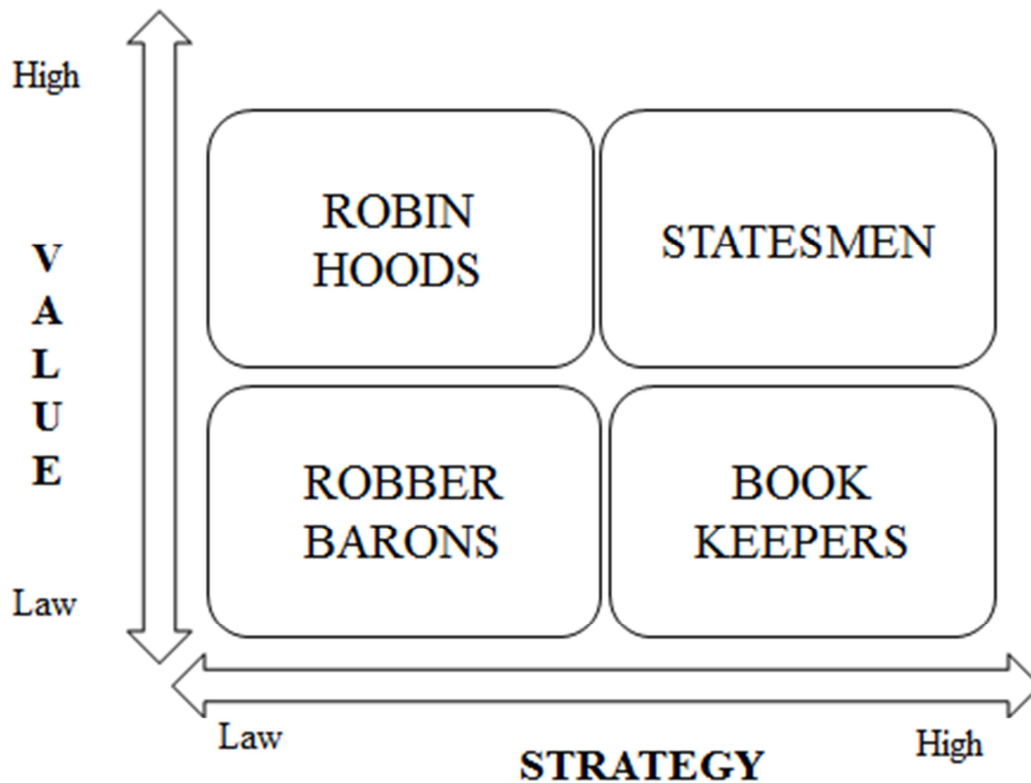 High
ROBIN
HOODS
STATESMEN
V
A
L
U
E
ROBBER
BARONS
BOOK
KEEPERS
Law
Law
High
STRATEGY